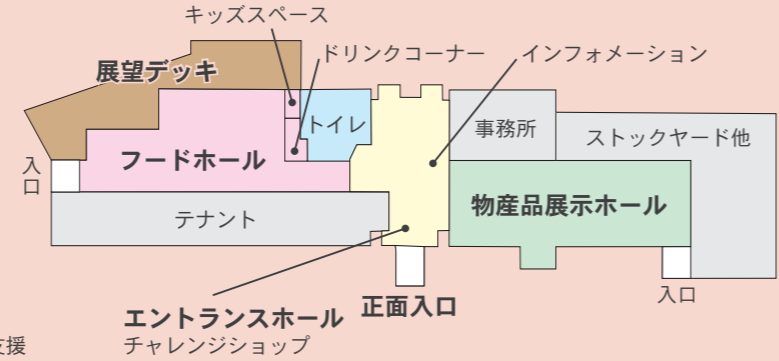 キッズスペース
ドリンクコーナー
インフォメーション
展望デッキ
トイレ
事務所
ストックヤード他
フードホール
入口
物産品展示ホール
テナント
入口
エントランスホール
正面入口
チャレンジショップ
支援